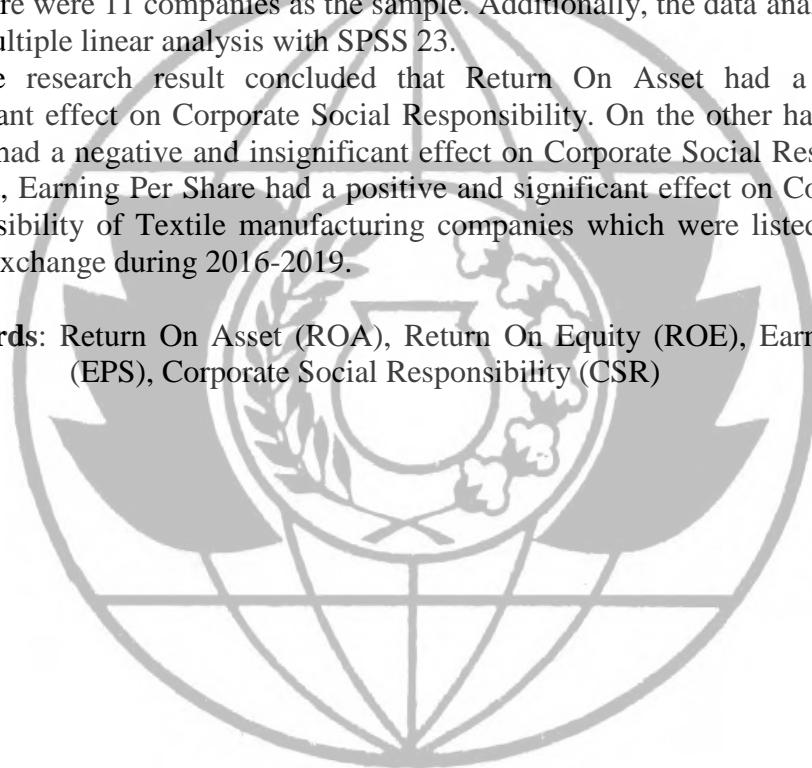 re were 11 companies as the sample. Additionally, the data ana
ultiple linear analysis with SPSS 23.
e research result concluded that Return On Asset had a
ant effect on Corporate Social Responsibility. On the other ha
had a negative and insignificant effect on Corporate Social Res
, Earning Per Share had a positive and significant effect on Co
sibility of Textile manufacturing companies which were listed
xchange during 2016-2019.
rds: Return On Asset (ROA), Return On Equity (ROE), Earn
(EPS), Corporate Social Responsibility (CSR)